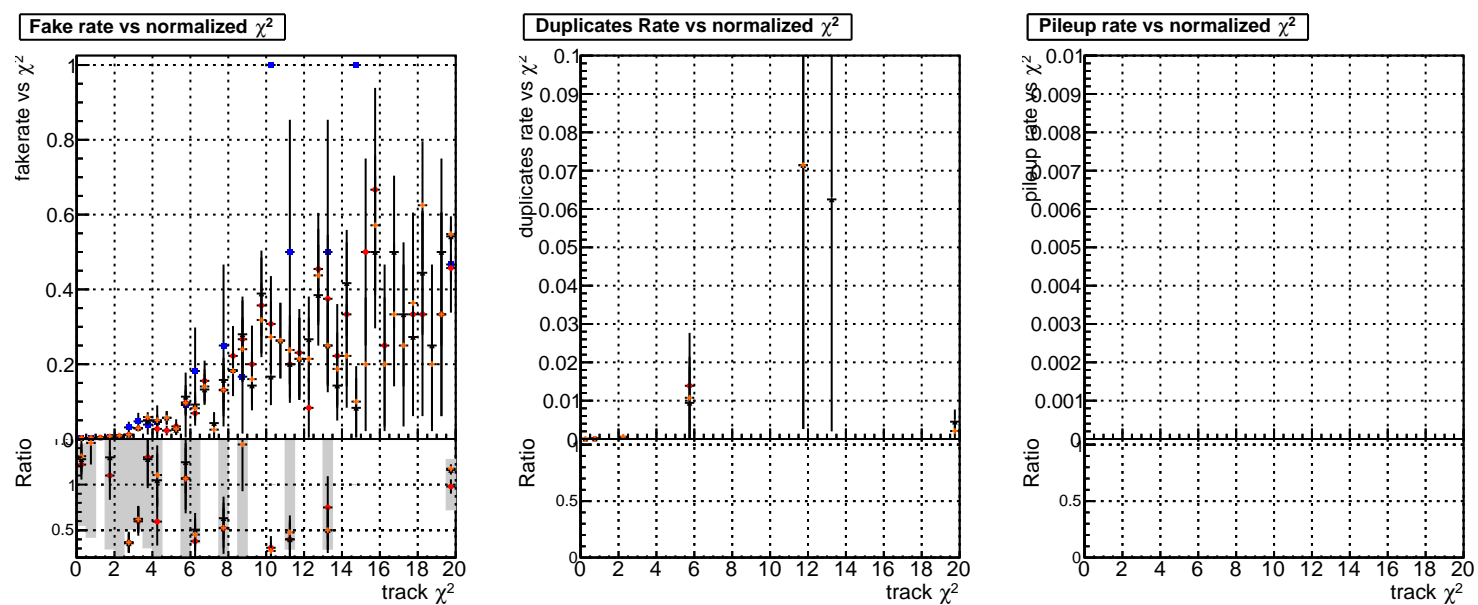 Fake rate vs normalized χ²
fakerate vs χ²
1
0.8
0.6
0.4
0.2
Ratio
1
0.5
0 2 4 6 8 10 12 14 16 18 20
track χ²
Duplicates Rate vs normalized χ²
duplicates rate vs χ²
0.1
0.09
0.08
0.07
0.06
0.05
0.04
0.03
0.02
0.01
Ratio
1
0.5
0
0 2 4 6 8 10 12 14 16 18 20
track χ²
Pileup rate vs normalized χ²
pileup rate vs χ²
0.01
0.009
0.008
0.007
0.006
0.005
0.004
0.003
0.002
0.001
Ratio
1
0.5
0
0 2 4 6 8 10 12 14 16 18 20
track χ²